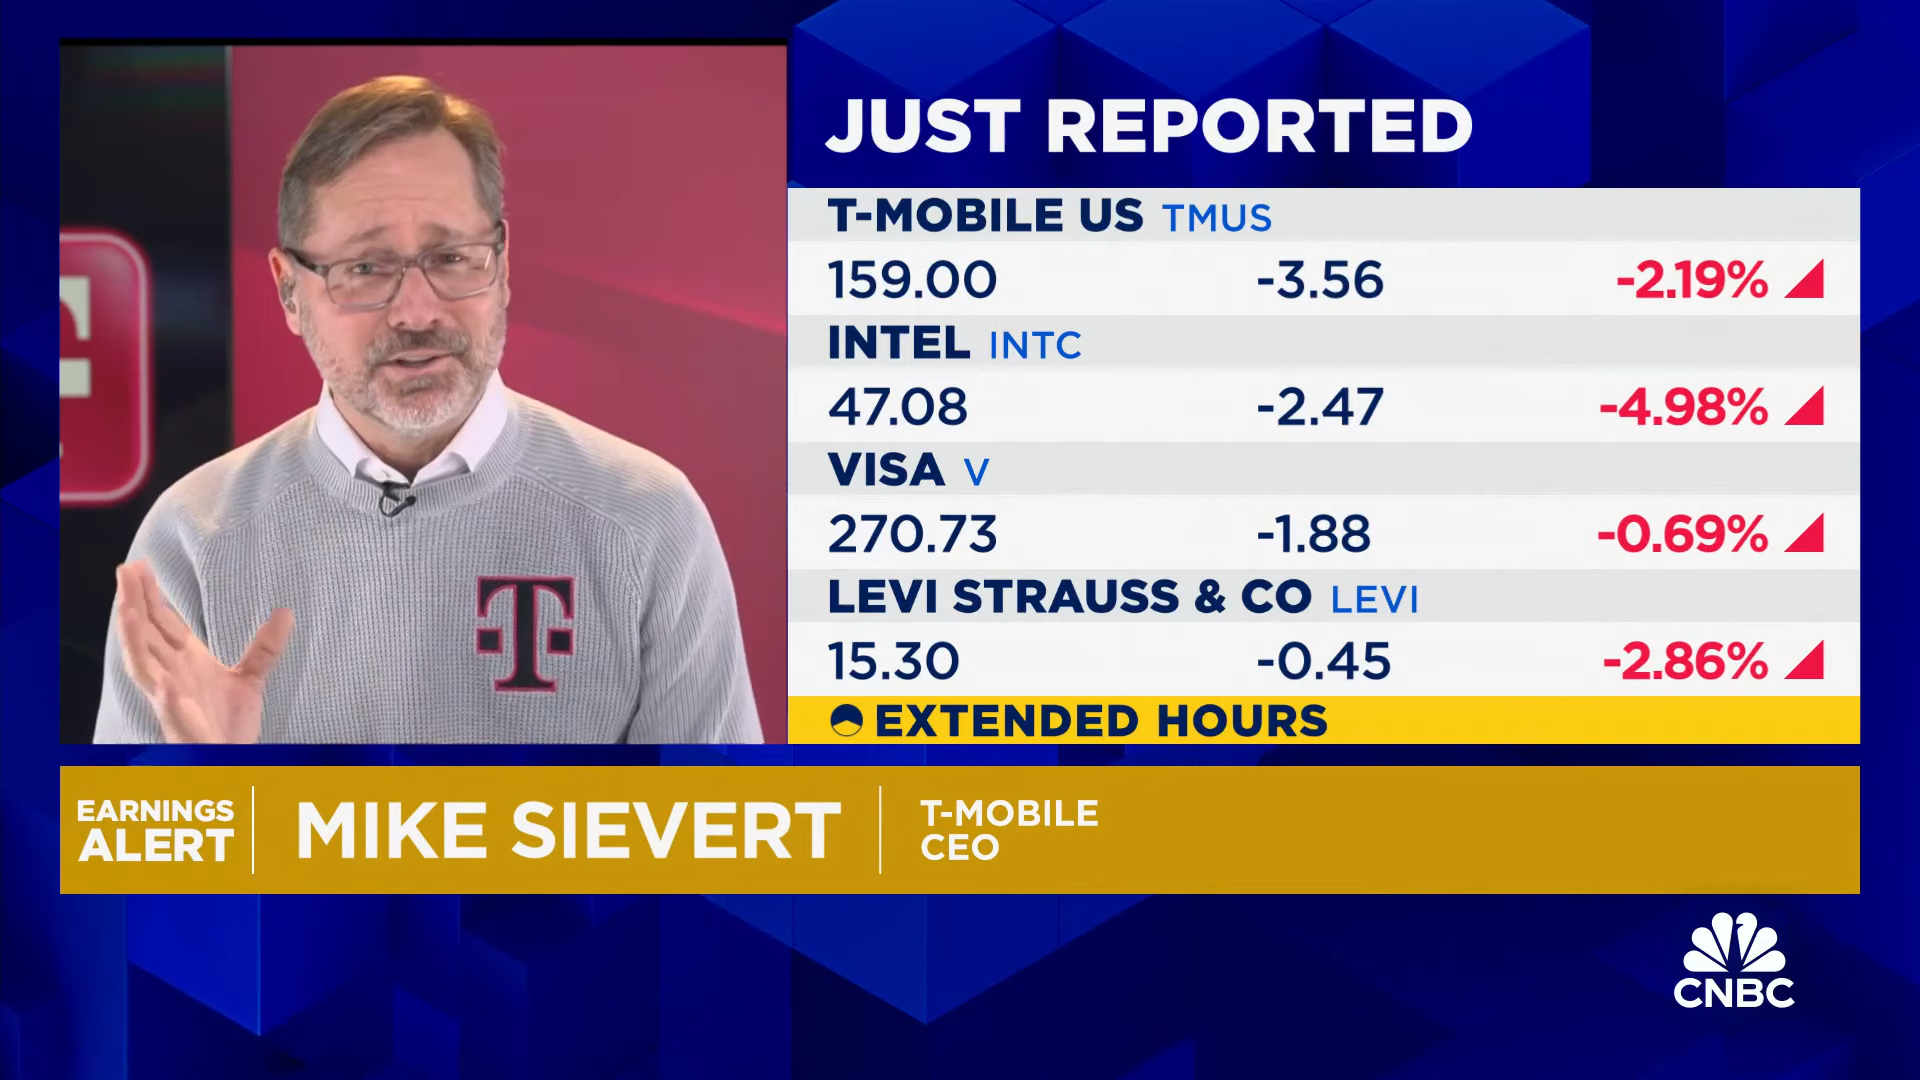 JUST REPORTED
T-MOBILE US TMUS
159.00 -3.56 -2.19%
INTEL INTC
47.08 -2.47 -4.98%
VISA V
270.73 -1.88 -0.69%
LEVI STRAUSS & CO LEVI
15.30 -0.45 -2.86%
EXTENDED HOURS
T
EARNINGS
ALERT
MIKE SIEVERT
T-MOBILE
CEO
CNBC